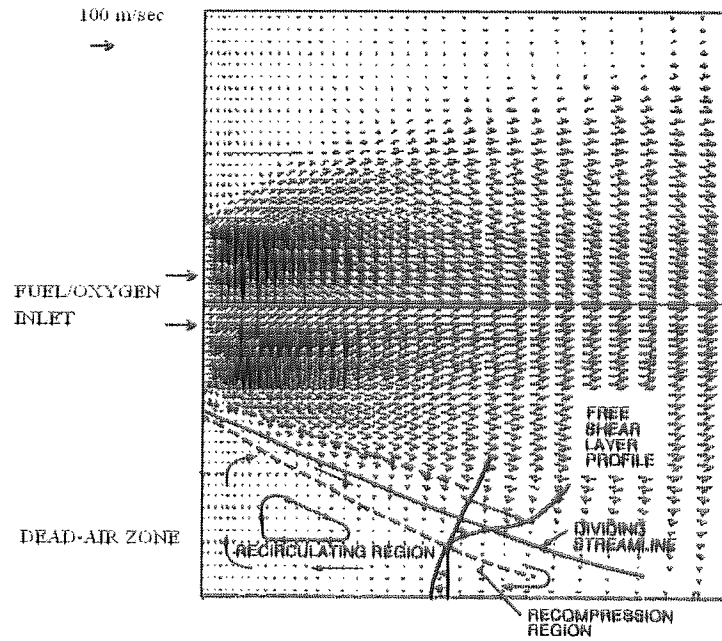 100 m/sec
FUEL/OXYGEN
INLET
FREE
SHEAR
LAYER
PROFILE
DEAD-AIR ZONE
RECIRCULATING REGION
DIVIDING
STREAMLINE
RECOMPRESSION
REGION